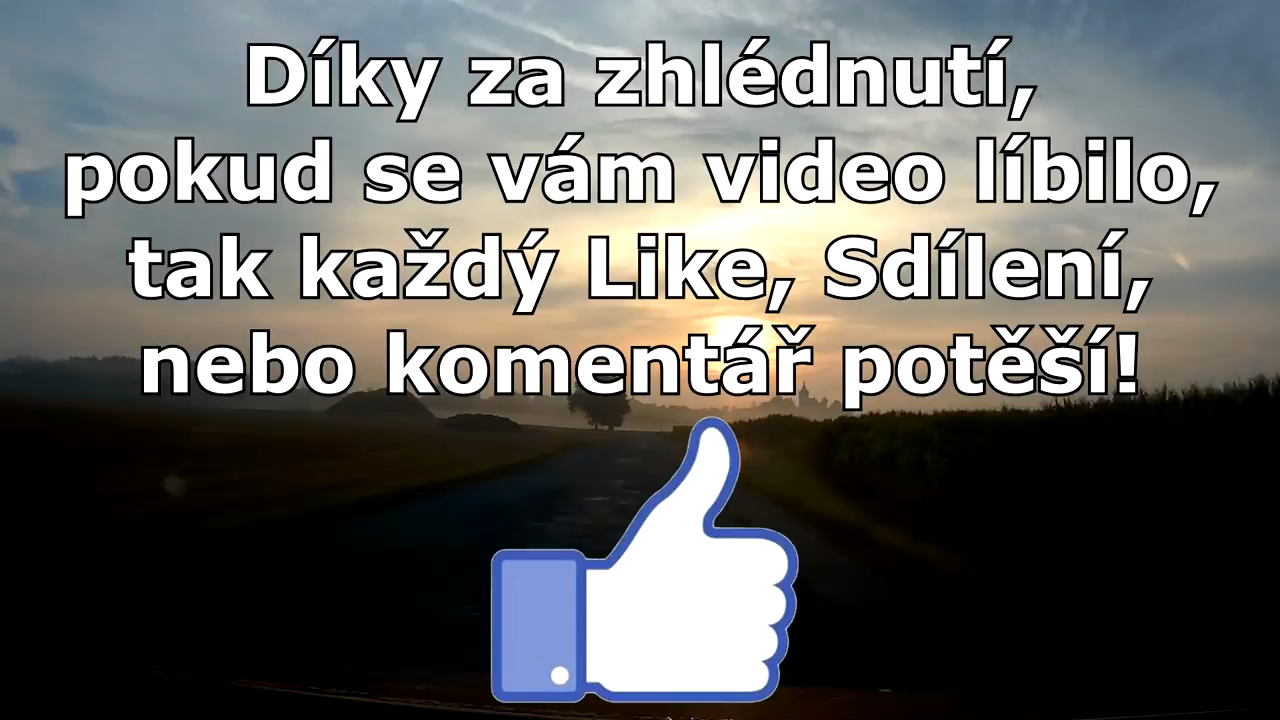 Díky za zhlédnutí,
pokud se vám video líbilo,
tak každý Like, Sdílení,
nebo komentář potěší!